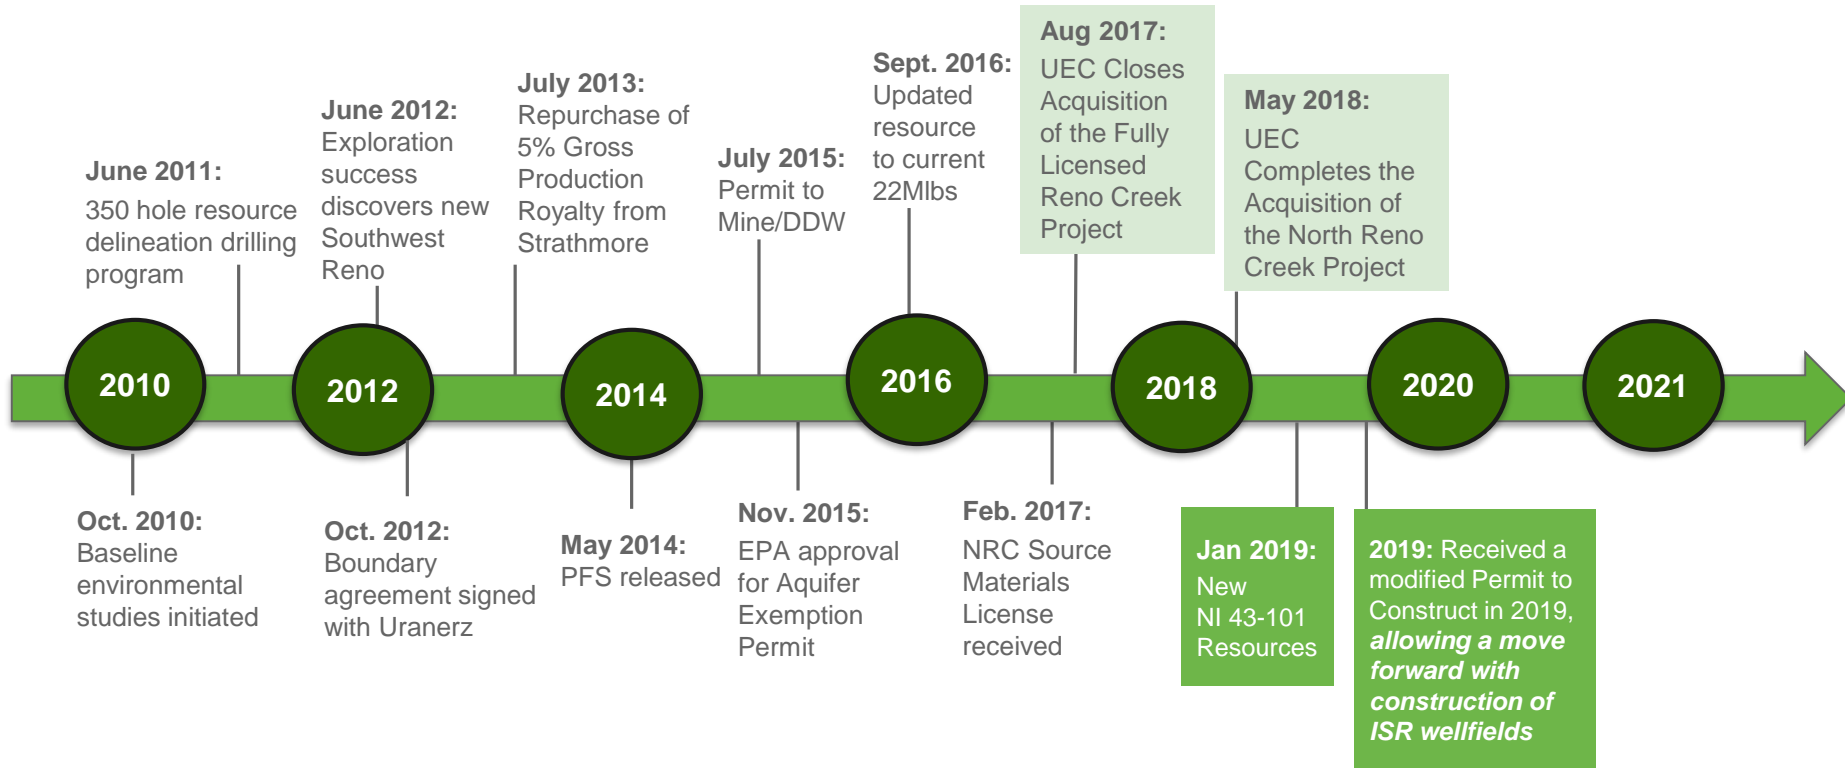 June 2011:
350 hole resource
delineation drilling
program
June 2012:
Exploration
success
discovers new
Southwest
Reno
July 2013:
Repurchase of
5% Gross
Production
Royalty from
Strathmore
July 2015:
Permit to
Mine/DDW
Sept. 2016:
Updated
resource
to current
22Mlbs
Aug 2017:
UEC Closes
Acquisition
of the Fully
Licensed
Reno Creek
Project
May 2018:
UEC
Completes the
Acquisition of
the North Reno
Creek Project
2010
2012
2014
2016
2018
2020
2021
Oct. 2010:
Baseline
environmental
studies initiated
Oct. 2012:
Boundary
agreement signed
with Uranerz
May 2014:
PFS released
Nov. 2015:
EPA approval
for Aquifer
Exemption
Permit
Feb. 2017:
NRC Source
Materials
License
received
Jan 2019:
New
NI 43-101
Resources
2019: Received a
modified Permit to
Construct in 2019,
allowing a move
forward with
construction of
ISR wellfields